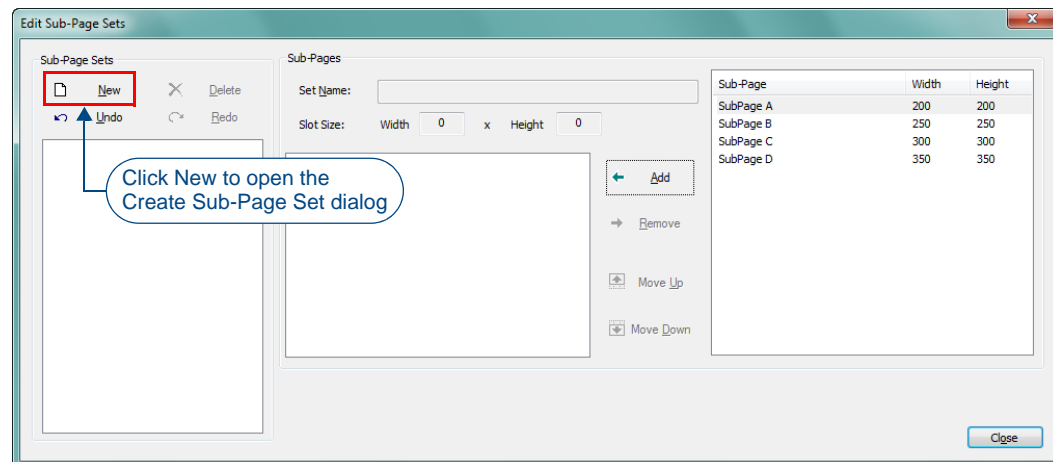 Edit Sub-Page Sets
x
Sub-Page Sets
New
Delete
Undo
Redo
Click New to open the
Create Sub-Page Set dialog
Sub-Pages
Set Name:
Slot Size: Width 0 x Height 0
Add
Remove
Move Up
Move Down
Sub-Page Width Height
SubPage A 200 200
SubPage B 250 250
SubPage C 300 300
SubPage D 350 350
Close